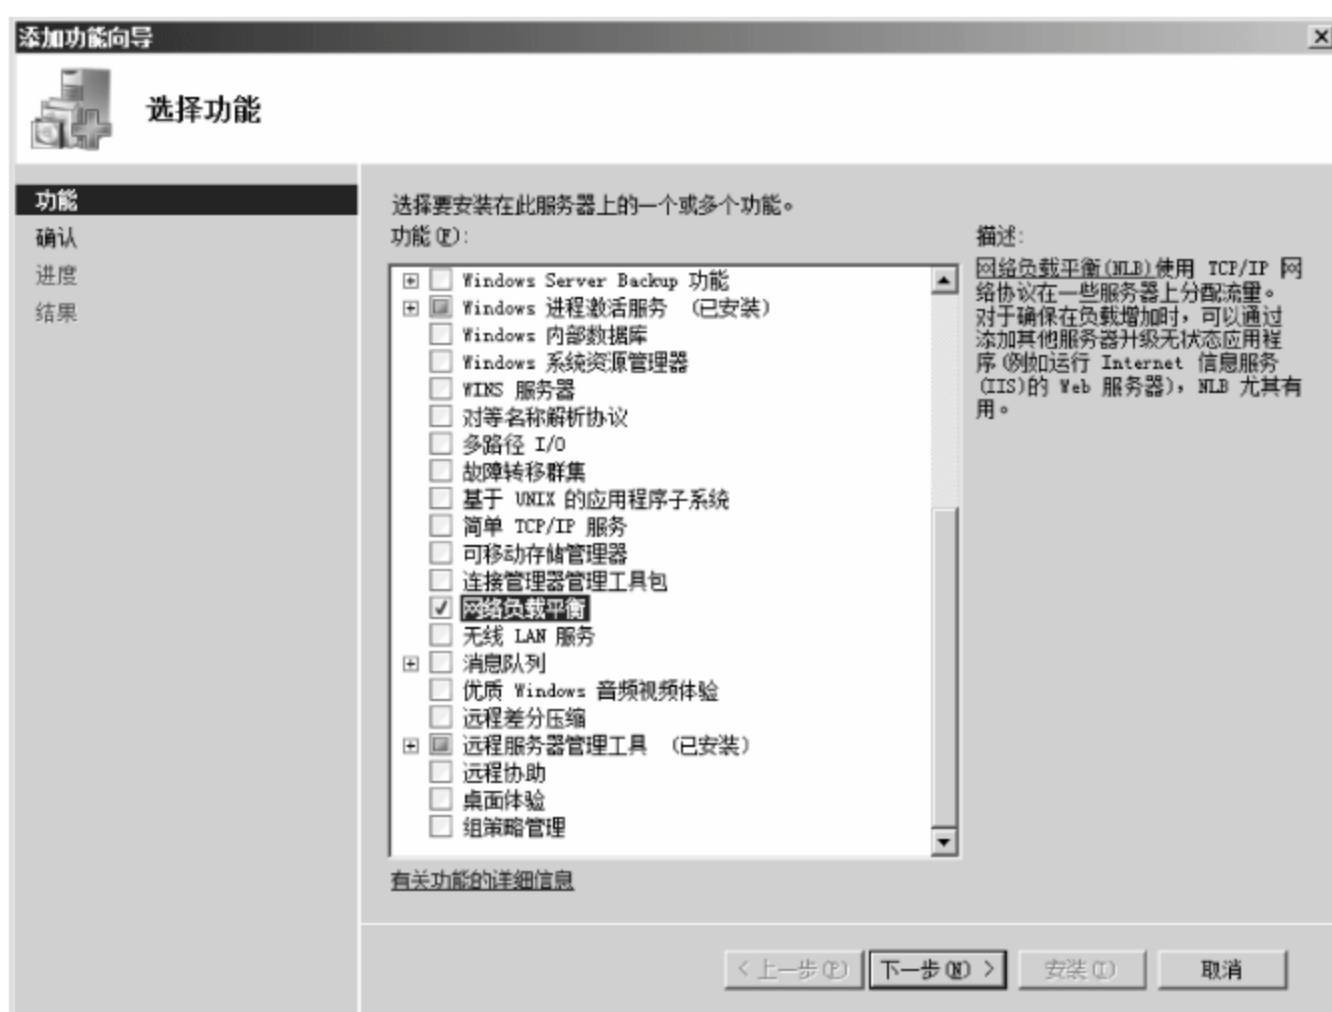 添加功能向导
选择功能
功能
确认
进度
结果
选择要安装在此服务器上的一个或多个功能。
功能(F):
Windows Server Backup 功能
Windows 进程激活服务 (已安装)
Windows 内部数据库
Windows 系统资源管理器
WINS 服务器
对等名称解析协议
多路径 I/O
故障转移群集
基于 UNIX 的应用程序子系统
简单 TCP/IP 服务
可移动存储管理器
连接管理器管理工具包
网络负载平衡
无线 LAN 服务
消息队列
优质 Windows 音频视频体验
远程差分压缩
远程服务器管理工具 (已安装)
远程协助
桌面体验
组策略管理
有关功能的详细信息
描述:
网络负载平衡(NLB)使用 TCP/IP 网
络协议在一些服务器上分配流量。
对于确保在负载增加时，可以通过
添加其他服务器升级无状态应用程
序(例如运行 Internet 信息服务
(IIS)的 Web 服务器)，NLB 尤其有
用。
<上一步(P)
下一步(N) >
安装(I)
取消